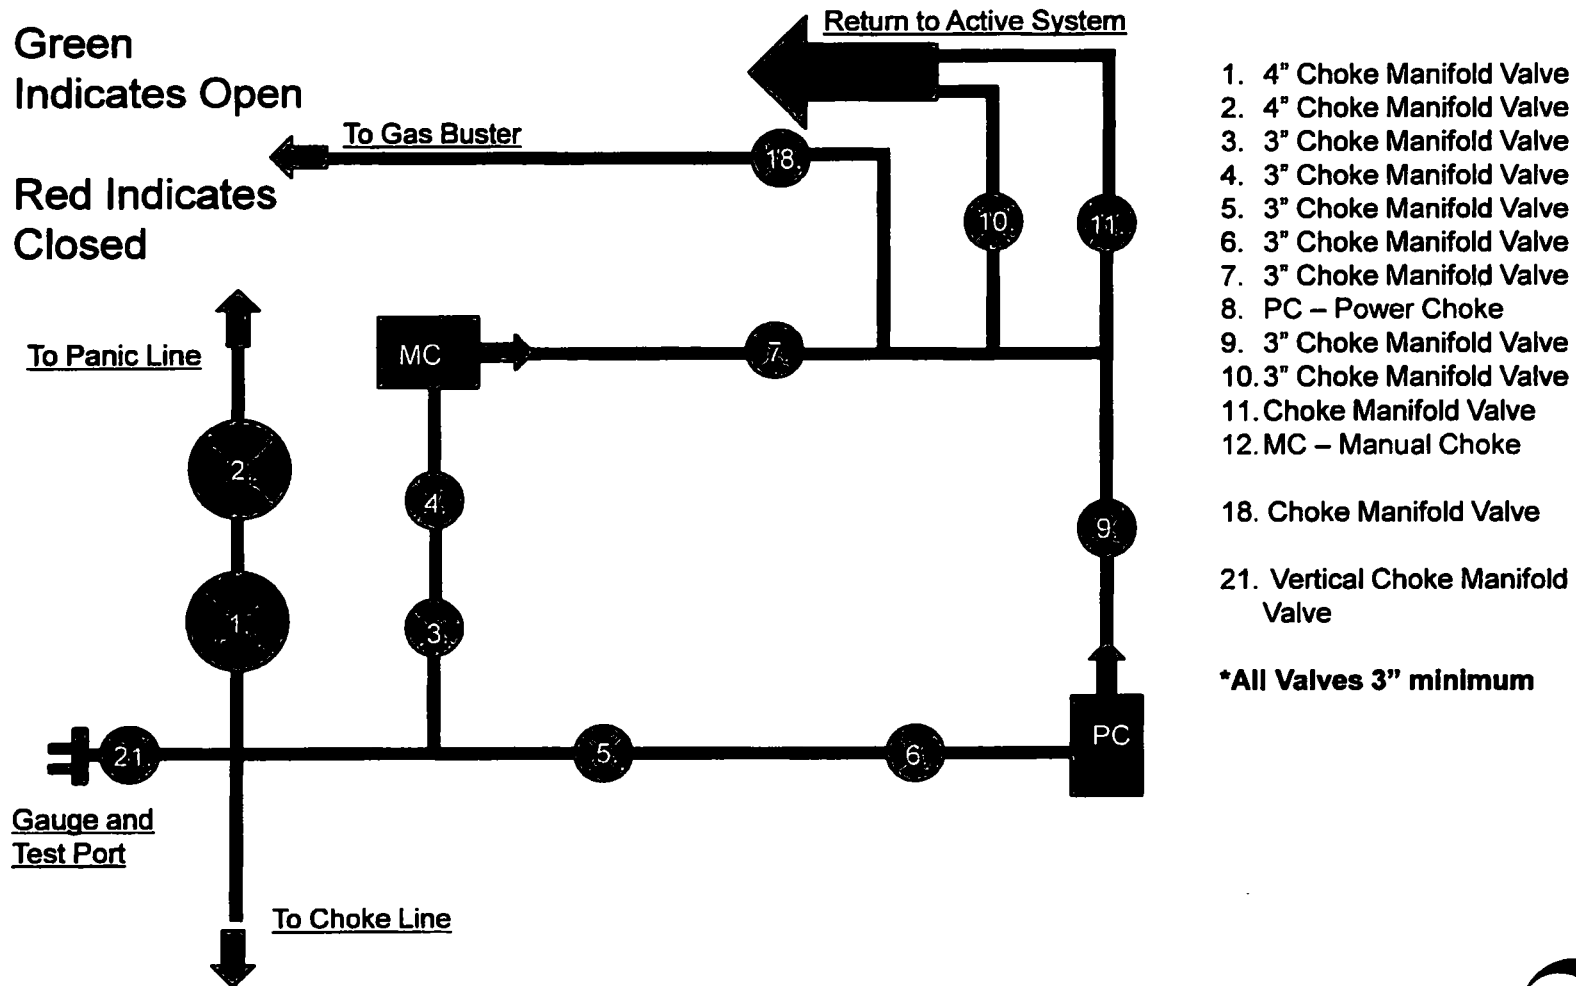 Green
Indicates Open
Red Indicates
Closed
Return to Active System
To Gas Buster
18
10
11
To Panic Line
MC
7
2
4
9
1
3
21
5
6
PC
Gauge and
Test Port
To Choke Line
1. 4" Choke Manifold Valve
2. 4" Choke Manifold Valve
3. 3" Choke Manifold Valve
4. 3" Choke Manifold Valve
5. 3" Choke Manifold Valve
6. 3" Choke Manifold Valve
7. 3" Choke Manifold Valve
8. PC – Power Choke
9. 3" Choke Manifold Valve
10. 3" Choke Manifold Valve
11. Choke Manifold Valve
12. MC – Manual Choke
18. Choke Manifold Valve
21. Vertical Choke Manifold
Valve
*All Valves 3" minimum